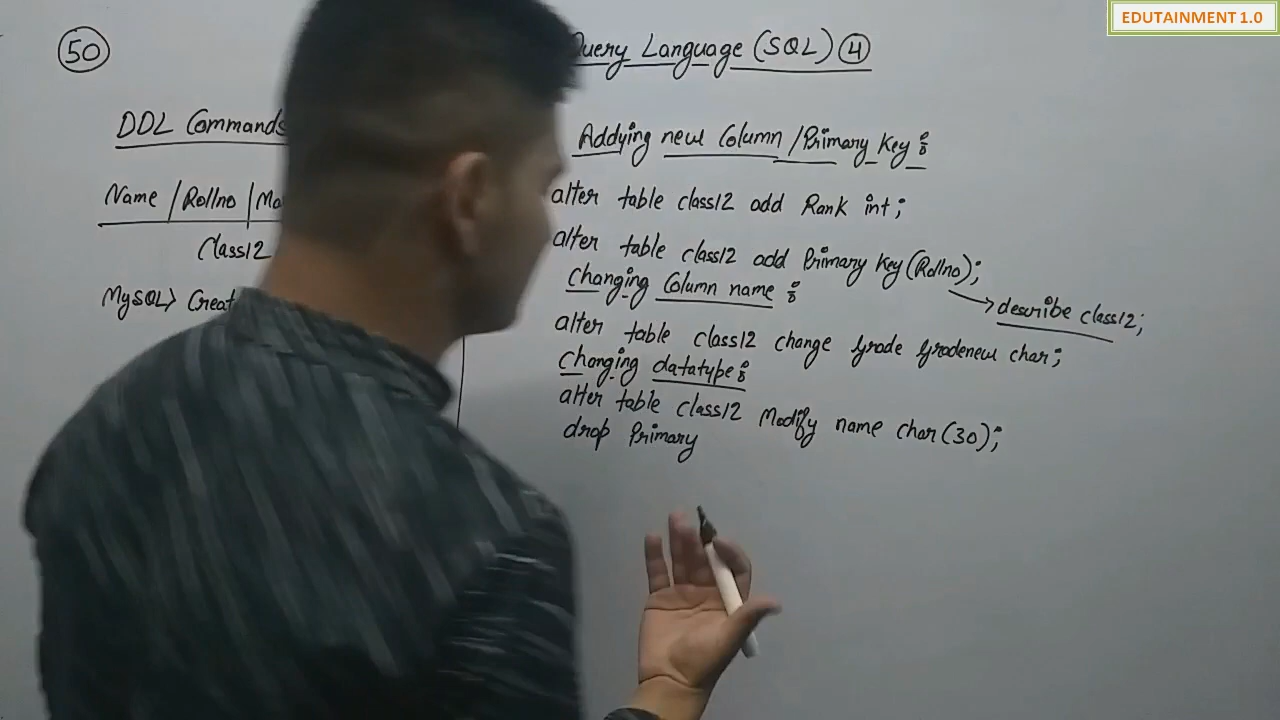 EDUTAINMENT 1.0
50
Query Language (SQL) 4
DDL Commands
Name / Rollno |
Class12
MySQL>
Addying new Column / Primary Key :
alter table class12 add Rank int;
alter table class12 add Primary Key (Rollno);
describe class12;
Changing Column name :
alter table class12 change Grade Gradenew char;
Changing datatype :
alter table class12 Modify name char(30);
drop Primary